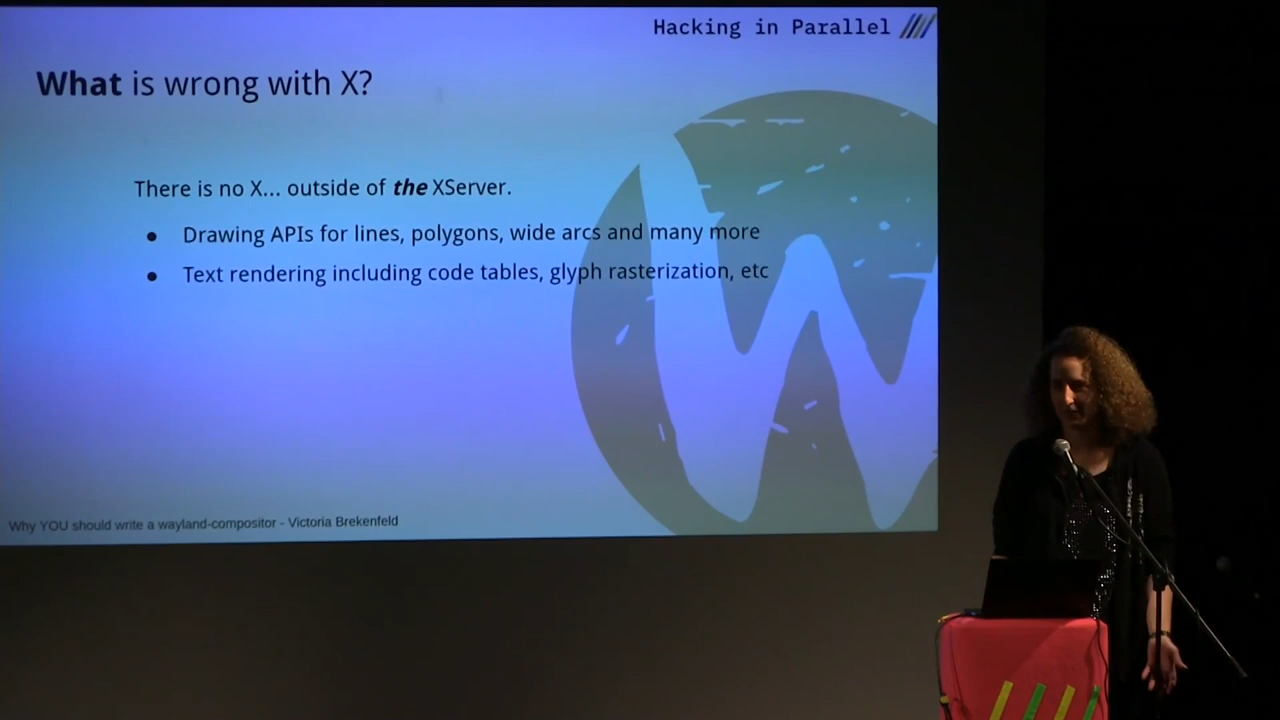 Hacking in Parallel
What is wrong with X?
There is no X... outside of the XServer.
● Drawing APIs for lines, polygons, wide arcs and many more
● Text rendering including code tables, glyph rasterization, etc
Why YOU should write a wayland-compositor - Victoria Brekenfeld